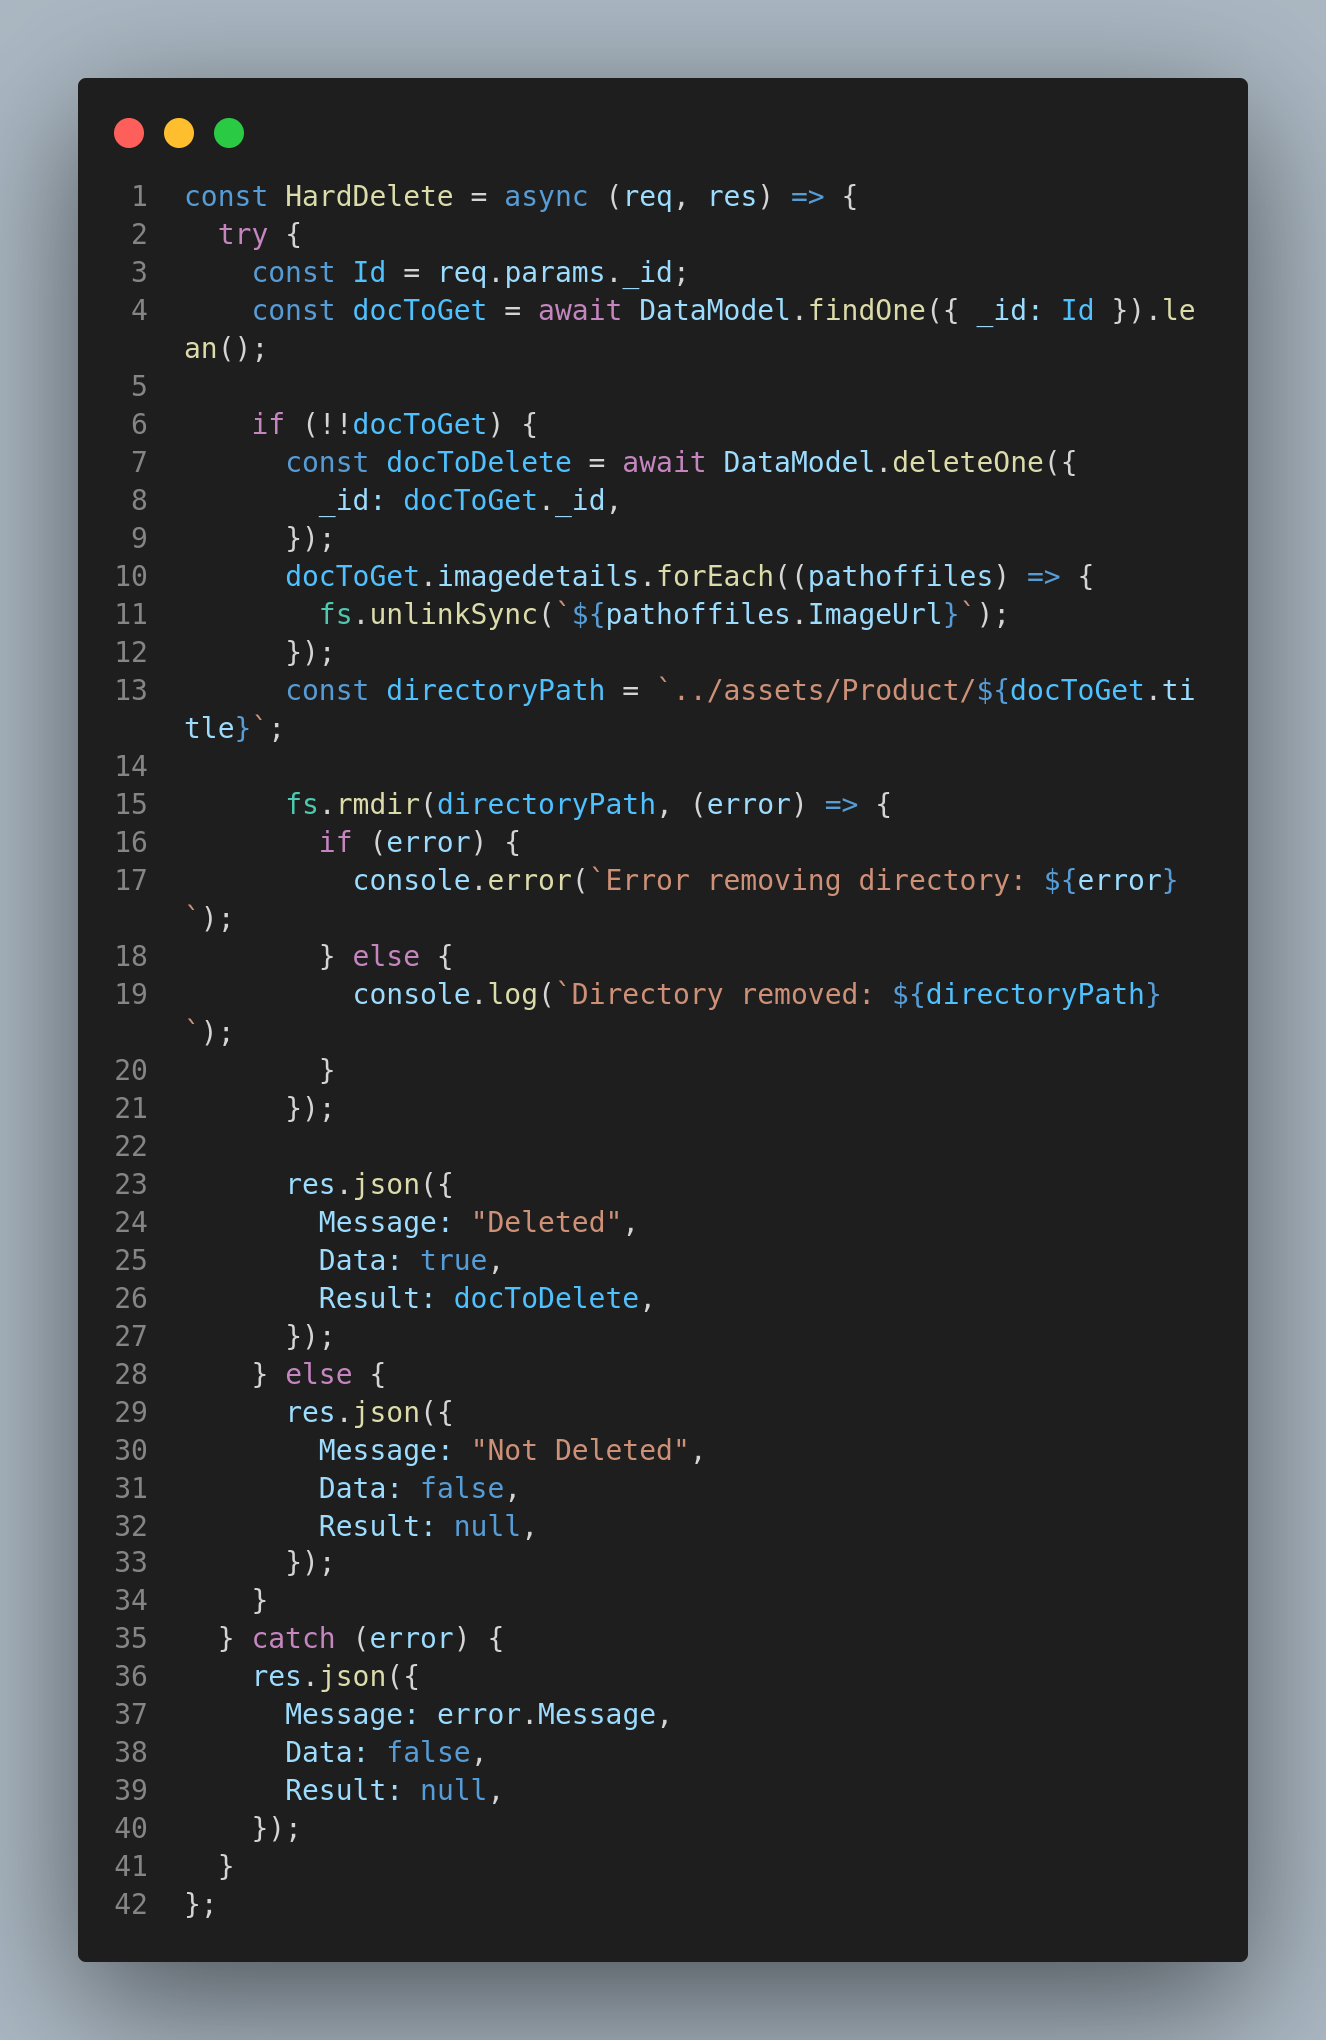 1 const HardDelete = async (req, res) => {
2   try {
3     const Id = req.params._id;
4     const docToGet = await DataModel.findOne({ _id: Id }).le
an();
5
6     if (!!docToGet) {
7       const docToDelete = await DataModel.deleteOne({
8         _id: docToGet._id,
9       });
10       docToGet.imagedetails.forEach((pathoffiles) => {
11         fs.unlinkSync(`${pathoffiles.ImageUrl}`);
12       });
13       const directoryPath = `../assets/Product/${docToGet.ti
tle}`;
14
15       fs.rmdir(directoryPath, (error) => {
16         if (error) {
17           console.error(`Error removing directory: ${error}
`);
18         } else {
19           console.log(`Directory removed: ${directoryPath}
`);
20         }
21       });
22
23       res.json({
24         Message: "Deleted",
25         Data: true,
26         Result: docToDelete,
27       });
28     } else {
29       res.json({
30         Message: "Not Deleted",
31         Data: false,
32         Result: null,
33       });
34     }
35   } catch (error) {
36     res.json({
37       Message: error.Message,
38       Data: false,
39       Result: null,
40     });
41   }
42 };